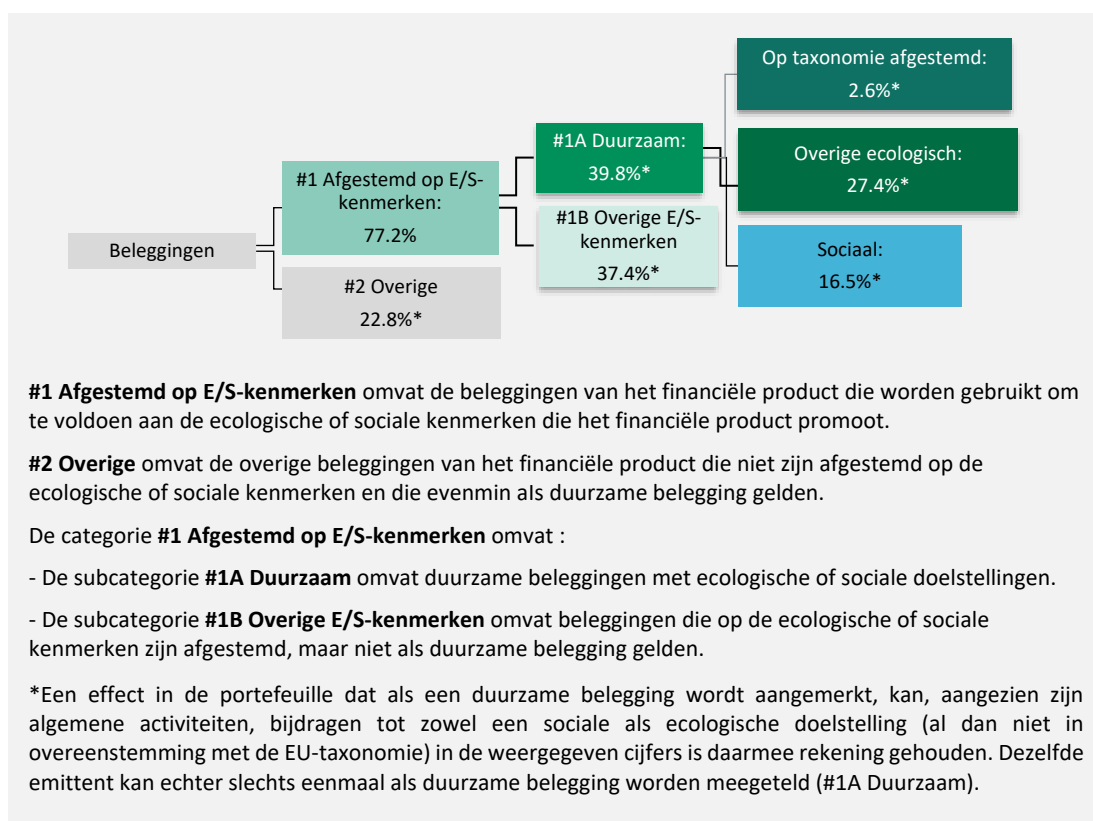 Beleggingen
#1 Afgestemd op E/S-
kenmerken:
77.2%
#2 Overige
22.8%*
#1A Duurzaam:
39.8%*
#1B Overige E/S-
kenmerken
37.4%*
Op taxonomie afgestemd:
2.6%*
Overige ecologisch:
27.4%*
Sociaal:
16.5%*
#1 Afgestemd op E/S-kenmerken omvat de beleggingen van het financiële product die worden gebruikt om
te voldoen aan de ecologische of sociale kenmerken die het financiële product promoot.
#2 Overige omvat de overige beleggingen van het financiële product die niet zijn afgestemd op de
ecologische of sociale kenmerken en die evenmin als duurzame belegging gelden.
De categorie #1 Afgestemd op E/S-kenmerken omvat :
- De subcategorie #1A Duurzaam omvat duurzame beleggingen met ecologische of sociale doelstellingen.
- De subcategorie #1B Overige E/S-kenmerken omvat beleggingen die op de ecologische of sociale
kenmerken zijn afgestemd, maar niet als duurzame belegging gelden.
*Een effect in de portefeuille dat als een duurzame belegging wordt aangemerkt, kan, aangezien zijn
algemene activiteiten, bijdragen tot zowel een sociale als ecologische doelstelling (al dan niet in
overeenstemming met de EU-taxonomie) in de weergegeven cijfers is daarmee rekening gehouden. Dezelfde
emittent kan echter slechts eenmaal als duurzame belegging worden meegeteld (#1A Duurzaam).